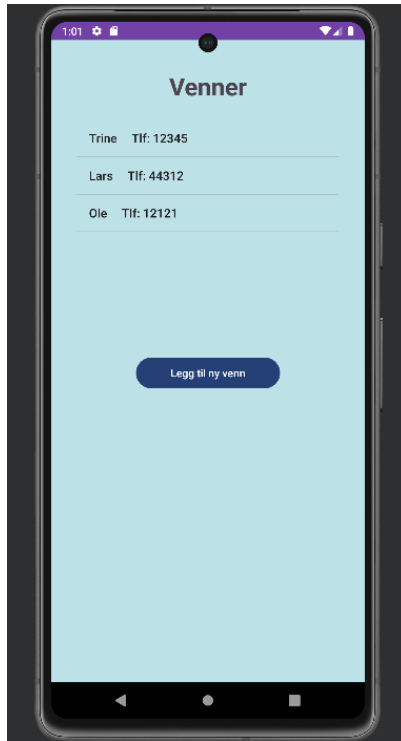 1:01
Venner
Trine Tlf: 12345
Lars Tlf: 44312
Ole Tlf: 12121
Legg til ny venn